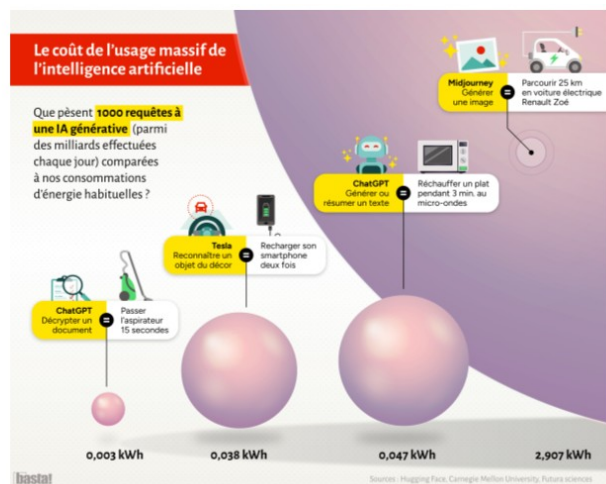 Le coût de l'usage massif de
l'intelligence artificielle
Que pèsent 1000 requêtes à
une IA générative (parmi
des milliards effectuées
chaque jour) comparées
à nos consommations
d'énergie habituelles ?
ChatGPT
Décrypter un
document
=
Passer
l'aspirateur
15 secondes
Tesla
Reconnaître un
objet du décor
=
Recharger son
smartphone
deux fois
ChatGPT
Générer ou
résumer un texte
=
Réchauffer un plat
pendant 3 min. au
micro-ondes
Midjourney
Générer
une image
=
Parcourir 25 km
en voiture électrique
Renault Zoé
0,003 kWh
0,038 kWh
0,047 kWh
2,907 kWh
basta!
Sources : Hugging Face, Carnegie Mellon University, Futura sciences